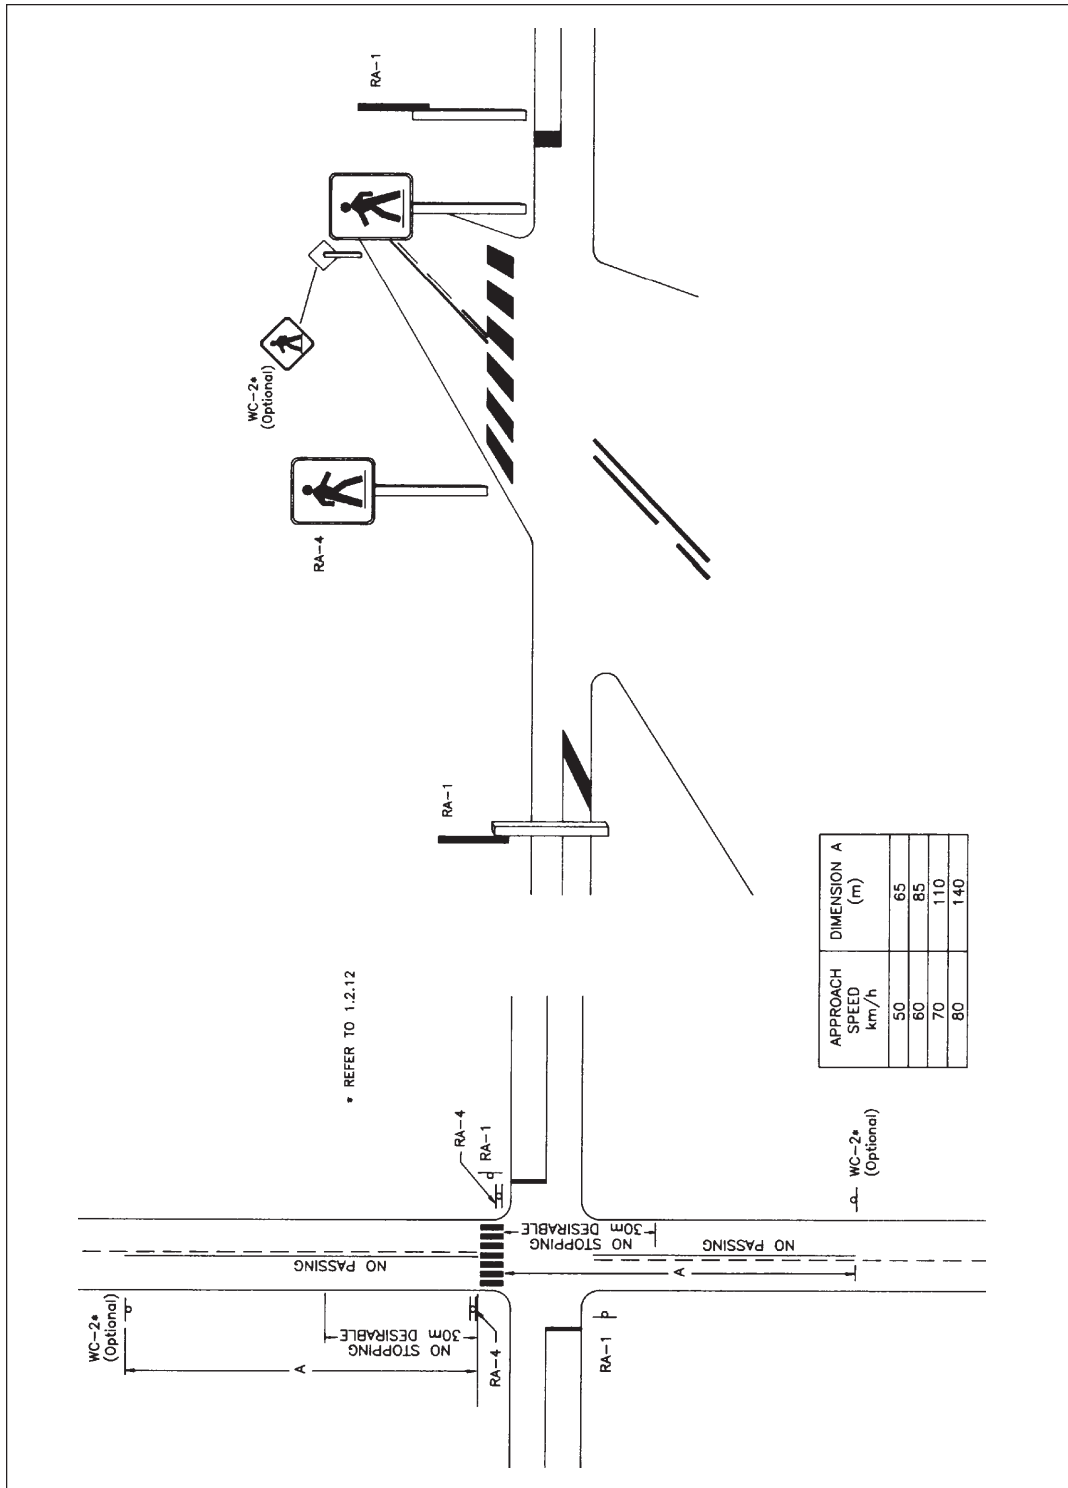 RA-1
WC-2*
(Optional)
RA-4
RA-1
* REFER TO 1.2.12
APPROACH SPEED km/h DIMENSION A (m)
50 65
60 85
70 110
80 140
WC-2*
(Optional)
A
NO STOPPING
30m DESIRABLE
RA-4
NO PASSING
RA-4
RA-1
NO STOPPING
30m DESIRABLE
NO PASSING
A
RA-1
WC-2*
(Optional)